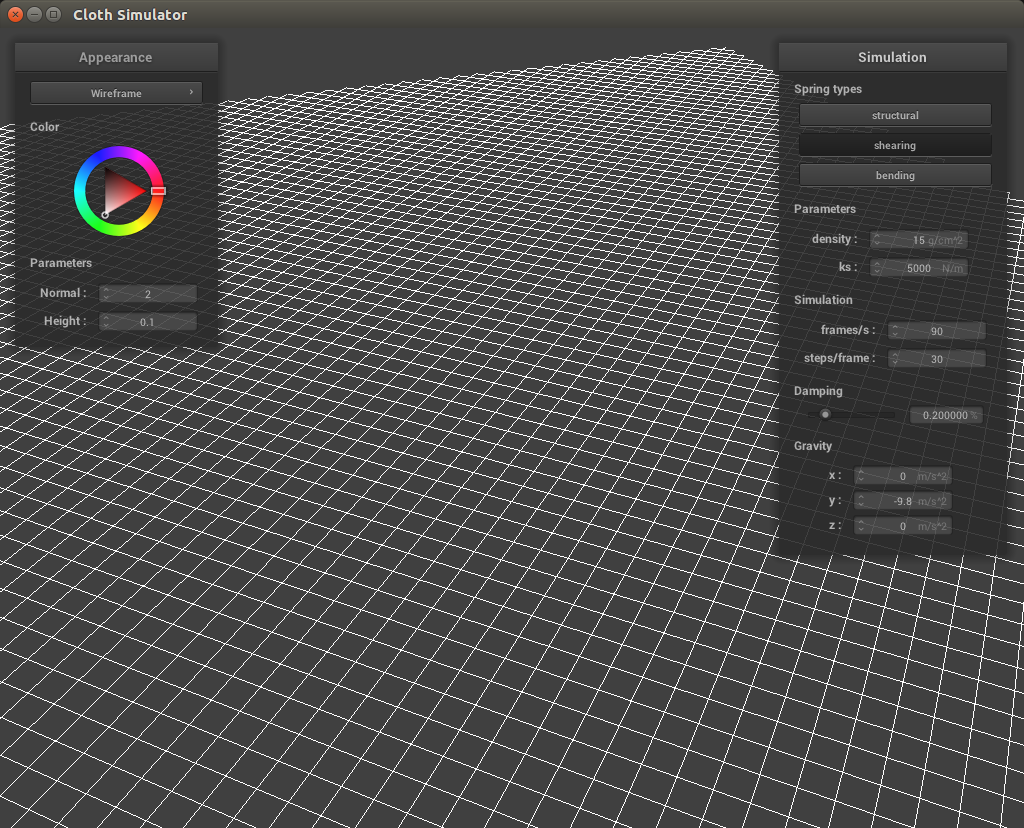 Cloth Simulator
Appearance
Wireframe
Color
Parameters
Normal : 2
Height : 0.1
Simulation
Spring types
structural
shearing
bending
Parameters
density : 15 g/cm^2
ks : 5000 N/m
Simulation
frames/s : 90
steps/frame : 30
Damping
0.200000 %
Gravity
x : 0 m/s^2
y : -9.8 m/s^2
z : 0 m/s^2